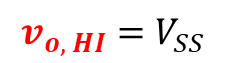 v_{o, HI} = V_{SS}